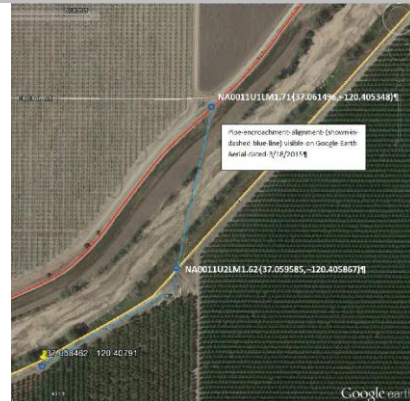 NA0011U1LM1.71{37.061496,-120.405348}¶
Pipe-encroachment-alignment-(shown-in-
dashed-blue-line)-visible-on-Google-Earth
Aerial-dated-3/18/2015¶
NA0011U2LM1.62{37.059585,-120.405867}¶
37.058462, -120.40791
Google earth